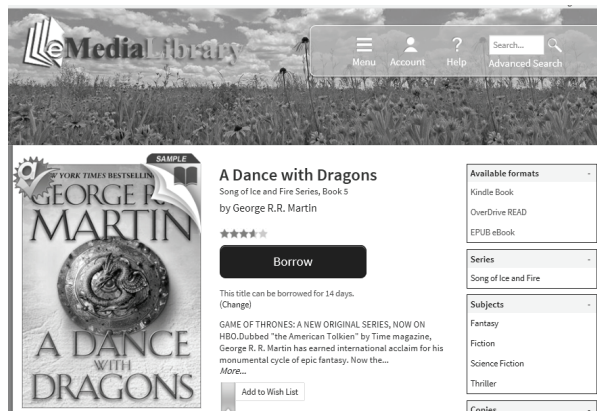 eMediaLibrary
Menu
Account
Help
Search...
Advanced Search
SAMPLE
NEW YORK TIMES BESTSELLIN
GEORGE R
MARTIN
A DANCE
WITH
DRAGONS
A Dance with Dragons
Song of Ice and Fire Series, Book 5
by George R.R. Martin
Borrow
This title can be borrowed for 14 days.
(Change)
GAME OF THRONES: A NEW ORIGINAL SERIES, NOW ON
HBO.Dubbed "the American Tolkien" by Time magazine,
George R. R. Martin has earned international acclaim for his
monumental cycle of epic fantasy. Now the...
More...
Add to Wish List
Available formats -
Kindle Book
OverDrive READ
EPUB eBook
Series -
Song of Ice and Fire
Subjects -
Fantasy
Fiction
Science Fiction
Thriller
Copies -